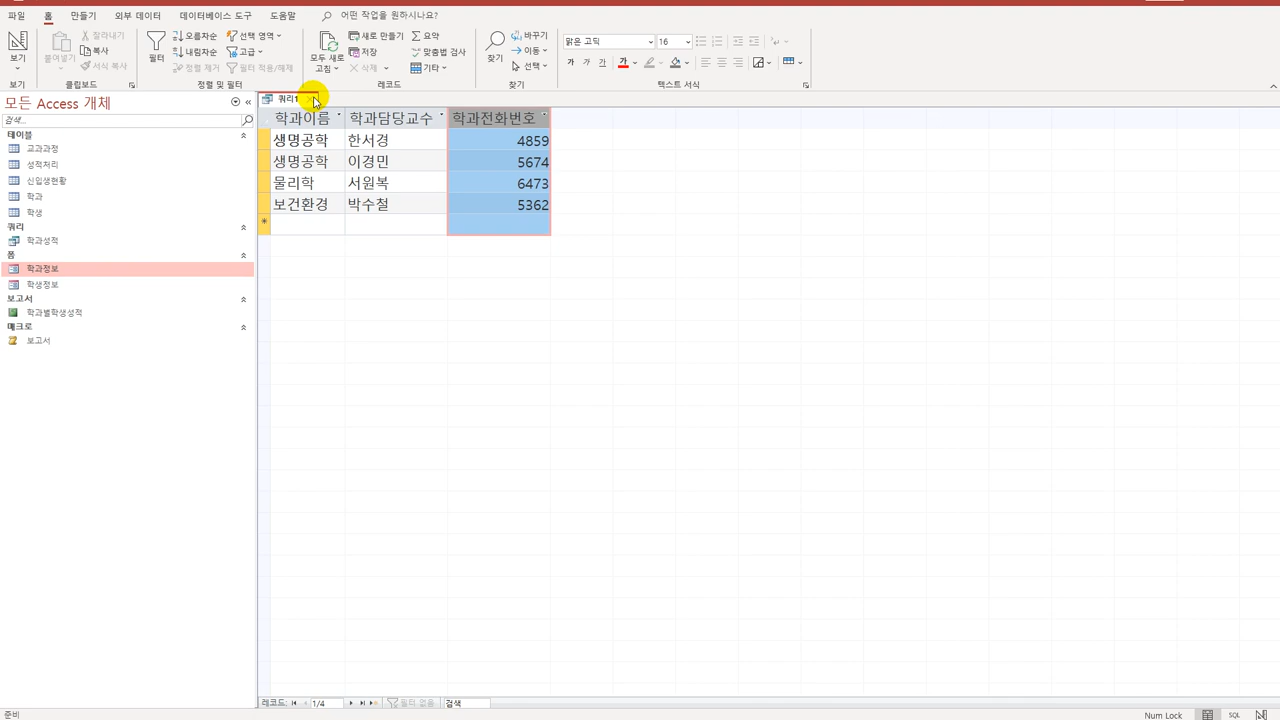 파일 홈 만들기 외부 데이터 데이터베이스 도구 도움말 어떤 작업을 원하시나요?
보기
보기
붙여넣기
잘라내기
복사
서식 복사
클립보드
필터
오름차순
내림차순
정렬 제거
선택 영역
고급
필터 적용/해제
정렬 및 필터
모두 새로
고침
새로 만들기
저장
삭제
요약
맞춤법 검사
기타
레코드
찾기
바꾸기
이동
선택
찾기
맑은 고딕 16
가 가 가 가
텍스트 서식
모든 Access 개체
검색...
테이블
교과과정
성적처리
신입생현황
학과
학생
쿼리
학과성적
폼
학과정보
학생정보
보고서
학과별학생성적
매크로
보고서
쿼리1
학과이름 학과담당교수 학과전화번호
생명공학 한서경 4859
생명공학 이경민 5674
물리학 서원복 6473
보건환경 박수철 5362
*
레코드: 1/4 필터 없음 검색
준비 Num Lock SQL